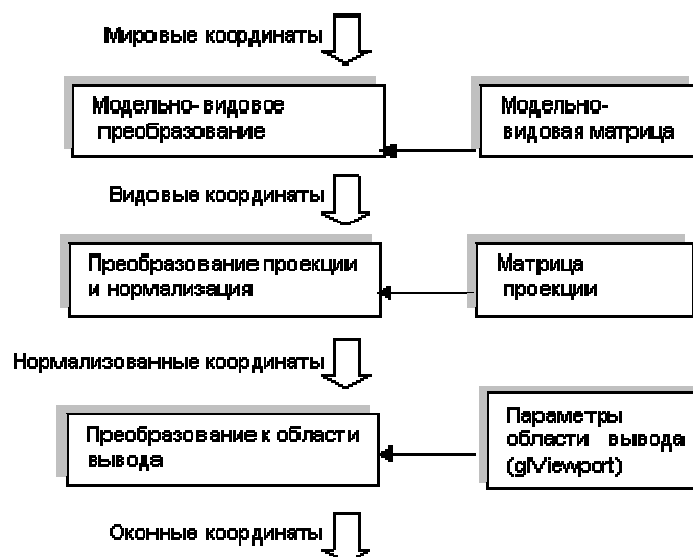 Мировые координаты
Модельно-видовое
преобразование
Модельно-
видовая матрица
Видовые координаты
Преобразование проекции
и нормализация
Матрица
проекции
Нормализованные координаты
Преобразование к области
вывода
Параметры
области вывода
(glViewport)
Оконные координаты